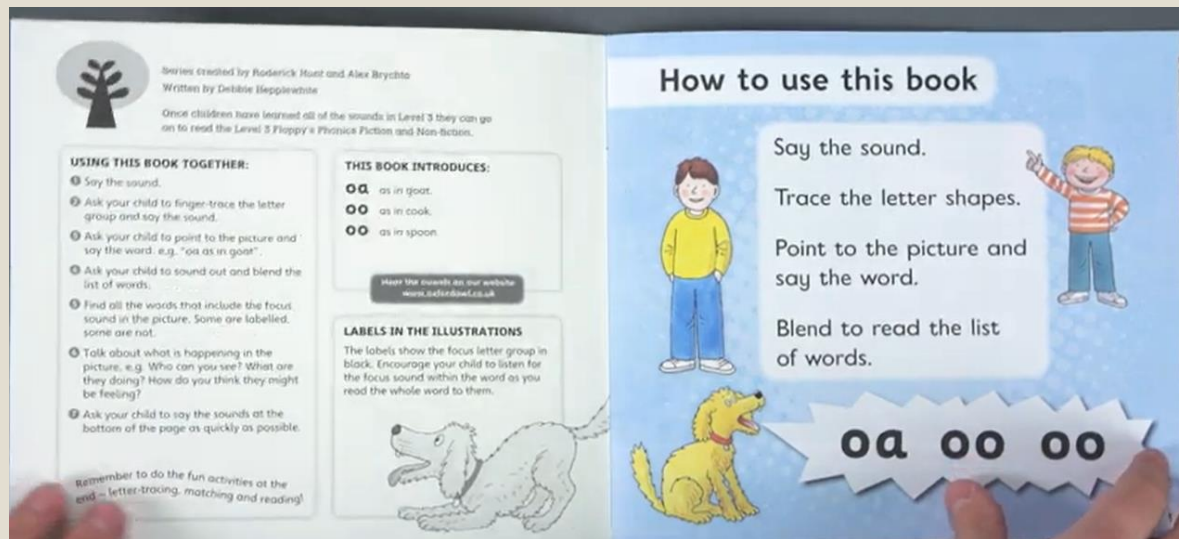 Series created by Roderick Hunt and Alex Brychta
Written by Debbie Hepplewhite
Once children have learned all of the sounds in Level 3 they can go
on to read the Level 3 Floppy's Phonics Fiction and Non-fiction.
USING THIS BOOK TOGETHER:
1 Say the sound.
2 Ask your child to finger-trace the letter
group and say the sound.
3 Ask your child to point to the picture and
say the word, e.g. "oa as in goat".
4 Ask your child to sound out and blend the
list of words.
5 Find all the words that include the focus
sound in the picture. Some are labelled,
some are not.
6 Talk about what is happening in the
picture, e.g. Who can you see? What are
they doing? How do you think they might
be feeling?
7 Ask your child to say the sounds at the
bottom of the page as quickly as possible.
Remember to do the fun activities at the
end – letter-tracing, matching and reading!
THIS BOOK INTRODUCES:
oa as in goat.
oo as in cook.
oo as in spoon.
Hear the sounds on our website
www.oxfordowl.co.uk
LABELS IN THE ILLUSTRATIONS
The labels show the focus letter group in
black. Encourage your child to listen for
the focus sound within the word as you
read the whole word to them.
How to use this book
Say the sound.
Trace the letter shapes.
Point to the picture and
say the word.
Blend to read the list
of words.
oa oo oo